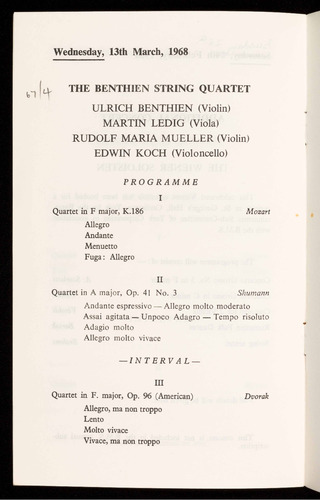 Wednesday, 13th March, 1968
67/4
THE BENTHIEN STRING QUARTET
ULRICH BENTHIEN (Violin)
MARTIN LEDIG (Viola)
RUDOLF MARIA MUELLER (Violin)
EDWIN KOCH (Violoncello)
PROGRAMME
I
Quartet in F major, K.186 Mozart
Allegro
Andante
Menuetto
Fuga: Allegro
II
Quartet in A major, Op. 41 No. 3 Shumann
Andante espressivo — Allegro molto moderato
Assai agitata — Unpoco Adagro — Tempo risoluto
Adagio molto
Allegro molto vivace
—INTERVAL—
III
Quartet in F. major, Op. 96 (American) Dvorak
Allegro, ma non troppo
Lento
Molto vivace
Vivace, ma non troppo